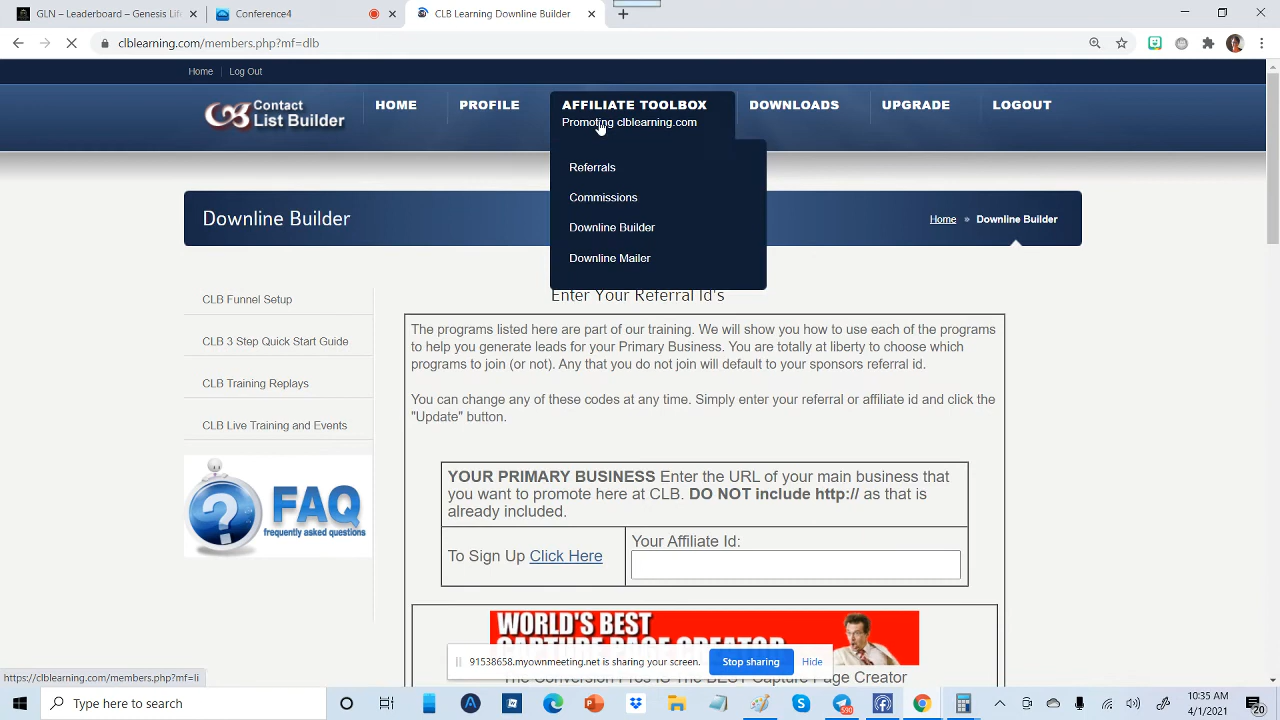 GLN – Leaderboard – Genesis Life
Conference4
CLB Learning Downline Builder
clblearning.com/members.php?mf=dlb
Home
Log Out
Contact
List Builder
HOME
PROFILE
AFFILIATE TOOLBOX
DOWNLOADS
UPGRADE
LOGOUT
Promoting clblearning.com
Referrals
Commissions
Downline Builder
Downline Mailer
Downline Builder
Home » Downline Builder
CLB Funnel Setup
CLB 3 Step Quick Start Guide
CLB Training Replays
CLB Live Training and Events
FAQ
frequently asked questions
Enter Your Referral Id's
The programs listed here are part of our training. We will show you how to use each of the programs
to help you generate leads for your Primary Business. You are totally at liberty to choose which
programs to join (or not). Any that you do not join will default to your sponsors referral id.
You can change any of these codes at any time. Simply enter your referral or affiliate id and click the
"Update" button.
YOUR PRIMARY BUSINESS Enter the URL of your main business that
you want to promote here at CLB. DO NOT include http:// as that is
already included.
To Sign Up Click Here
Your Affiliate Id:
WORLD'S BEST
CAPTURE PAGE CREATOR
The Conversion Pros IS The BEST Capture Page Creator
91538658.myownmeeting.net is sharing your screen.
Stop sharing
Hide
https://clblearning.com/members.php?mf=li
Type here to search
590
10:35 AM
4/1/2021
20